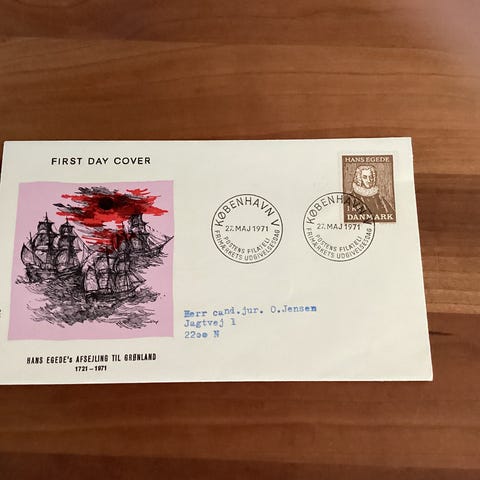 FIRST DAY COVER
HANS EGEDE
DANMARK
KØBENHAVN V
27. MAJ 1971
POSTENS FILATELI
FRIMÆRKETS UDGIVELSESDAG
KØBENHAVN V
27. MAJ 1971
POSTENS FILATELI
FRIMÆRKETS UDGIVELSESDAG
Herr cand.jur. O.Jensen
Jagtvej 1
22oo N
HANS EGEDE's AFSEJLING TIL GRØNLAND
1721 - 1971